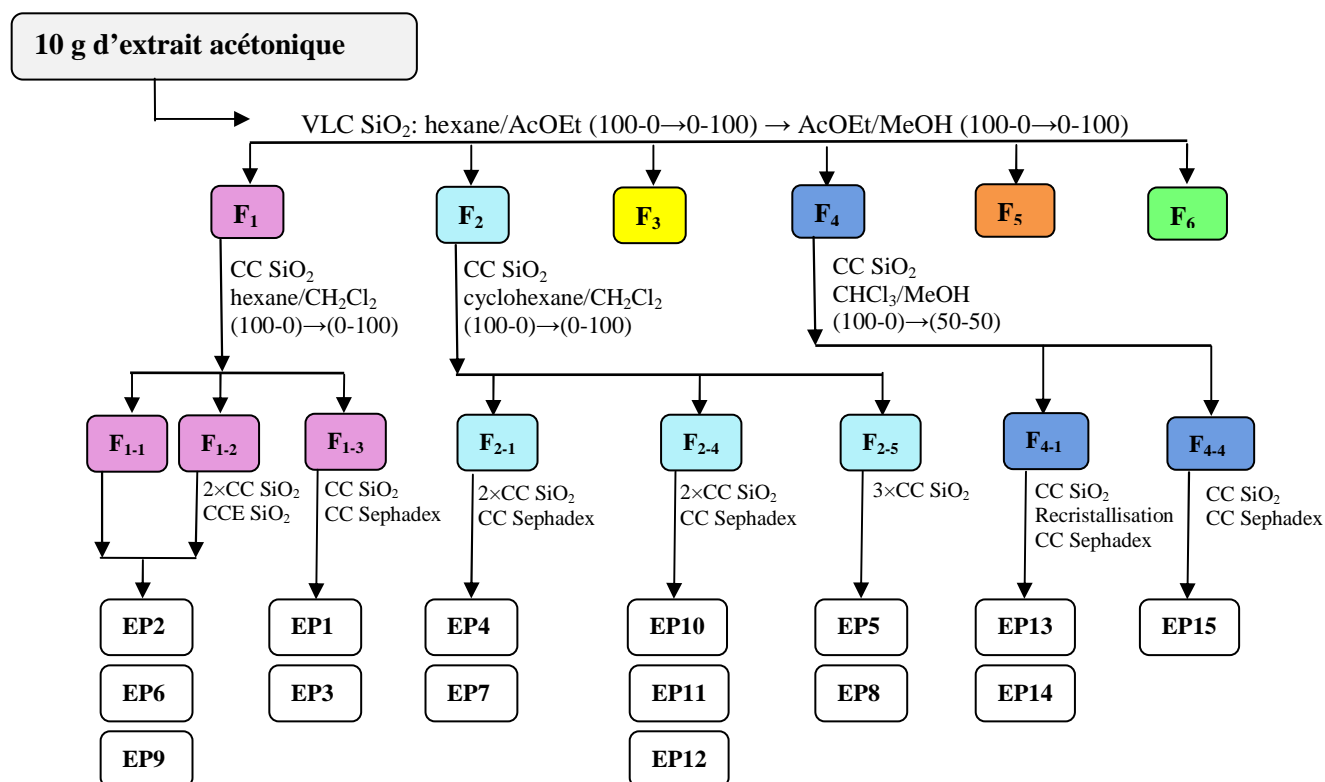 10 g d'extrait acétonique
VLC SiO₂: hexane/AcOEt (100-0→0-100) → AcOEt/MeOH (100-0→0-100)
F₁
F₂
F₃
F₄
F₅
F₆
CC SiO₂
hexane/CH₂Cl₂
(100-0)→(0-100)
CC SiO₂
cyclohexane/CH₂Cl₂
(100-0)→(0-100)
CC SiO₂
CHCl₃/MeOH
(100-0)→(50-50)
F₁₋₁
F₁₋₂
F₁₋₃
F₂₋₁
F₂₋₄
F₂₋₅
F₄₋₁
F₄₋₄
2×CC SiO₂
CCE SiO₂
CC SiO₂
CC Sephadex
2×CC SiO₂
CC Sephadex
2×CC SiO₂
CC Sephadex
3×CC SiO₂
CC SiO₂
Recristallisation
CC Sephadex
CC SiO₂
CC Sephadex
EP2
EP1
EP4
EP10
EP5
EP13
EP15
EP6
EP3
EP7
EP11
EP8
EP14
EP9
EP12